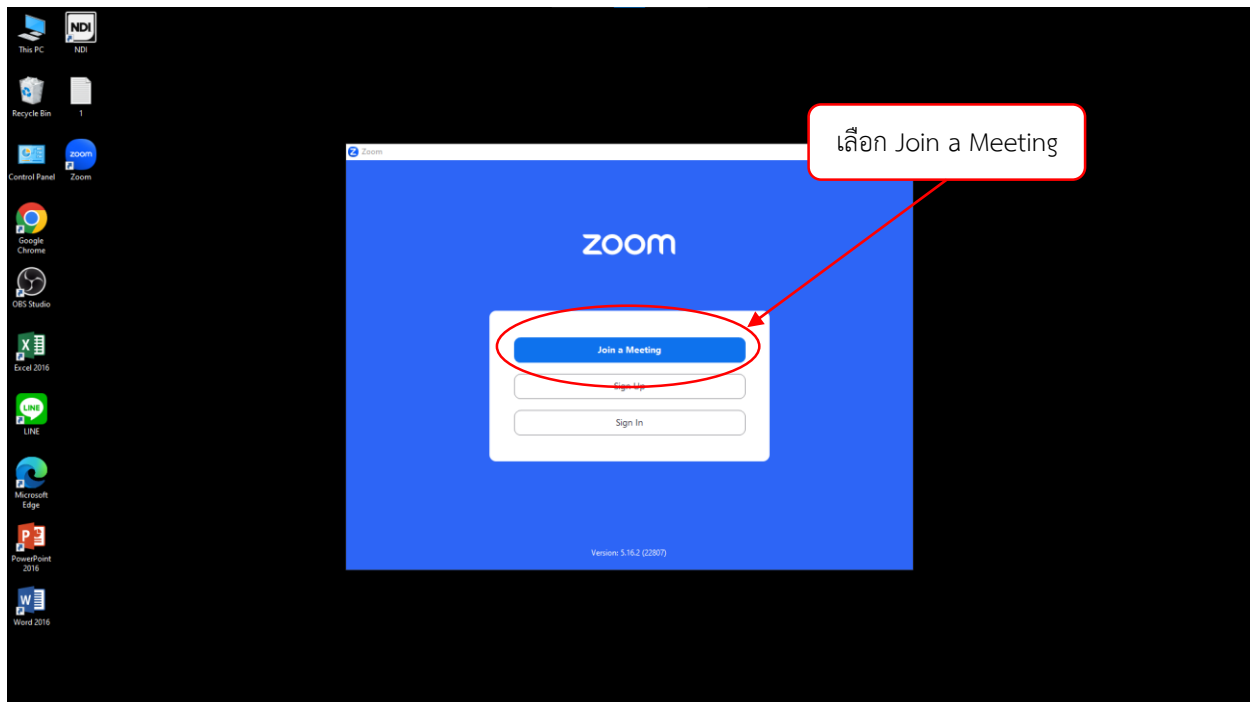 This PC
NDI
NDI
Recycle Bin
1
Control Panel
zoom
Zoom
Google
Chrome
OBS Studio
Excel 2016
LINE
LINE
Microsoft
Edge
PowerPoint
2016
Word 2016
Zoom
เลือก Join a Meeting
zoom
Join a Meeting
Sign Up
Sign In
Version: 5.16.2 (22807)